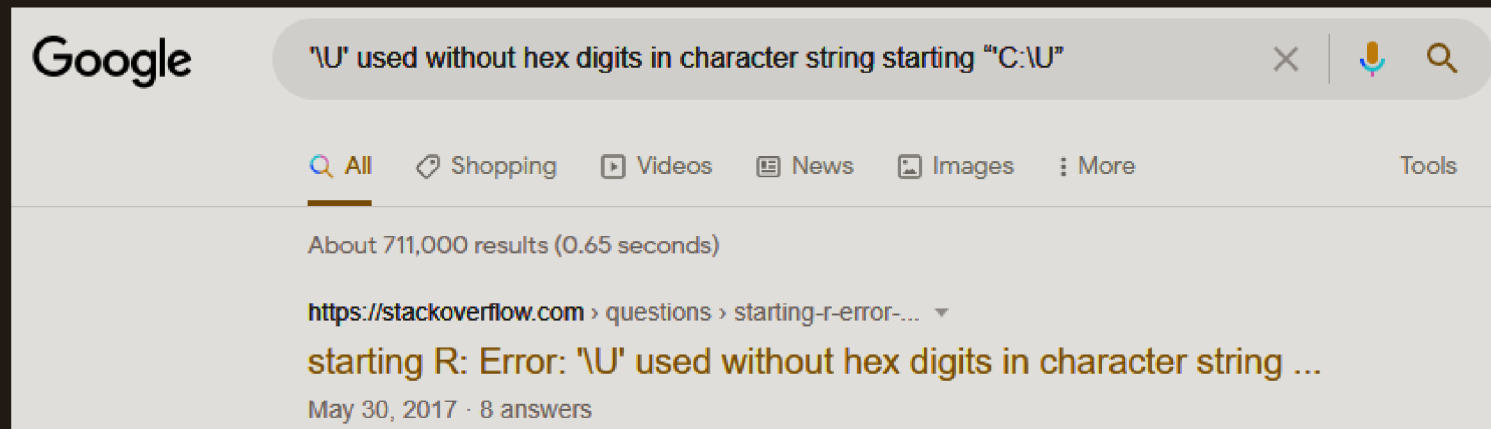 Google
'\U' used without hex digits in character string starting “'C:\U”
All Shopping Videos News Images More Tools
About 711,000 results (0.65 seconds)
https://stackoverflow.com › questions › starting-r-error-...
starting R: Error: '\U' used without hex digits in character string ...
May 30, 2017 · 8 answers